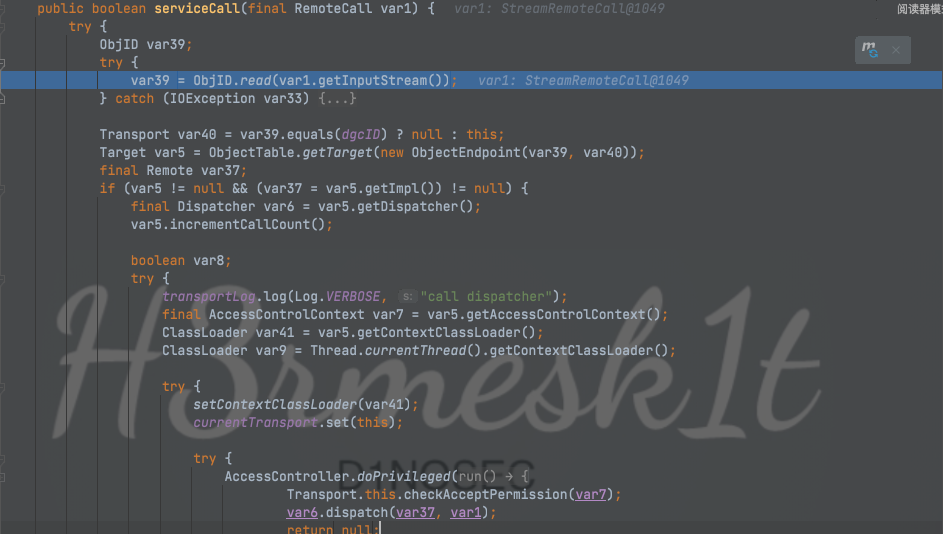 public boolean serviceCall(final RemoteCall var1) { var1: StreamRemoteCall@1049
阅读器模
try {
ObjID var39;
try {
var39 = ObjID.read(var1.getInputStream()); var1: StreamRemoteCall@1049
} catch (IOException var33) {...}
Transport var40 = var39.equals(dgcID) ? null : this;
Target var5 = ObjectTable.getTarget(new ObjectEndpoint(var39, var40));
final Remote var37;
if (var5 != null && (var37 = var5.getImpl()) != null) {
final Dispatcher var6 = var5.getDispatcher();
var5.incrementCallCount();
boolean var8;
try {
transportLog.log(Log.VERBOSE, s: "call dispatcher");
final AccessControlContext var7 = var5.getAccessControlContext();
ClassLoader var41 = var5.getContextClassLoader();
ClassLoader var9 = Thread.currentThread().getContextClassLoader();
try {
setContextClassLoader(var41);
currentTransport.set(this);
try {
AccessController.doPrivileged(run() → {
Transport.this.checkAcceptPermission(var7);
var6.dispatch(var37, var1);
return null;
H3rmesk1t
D1NOSEC